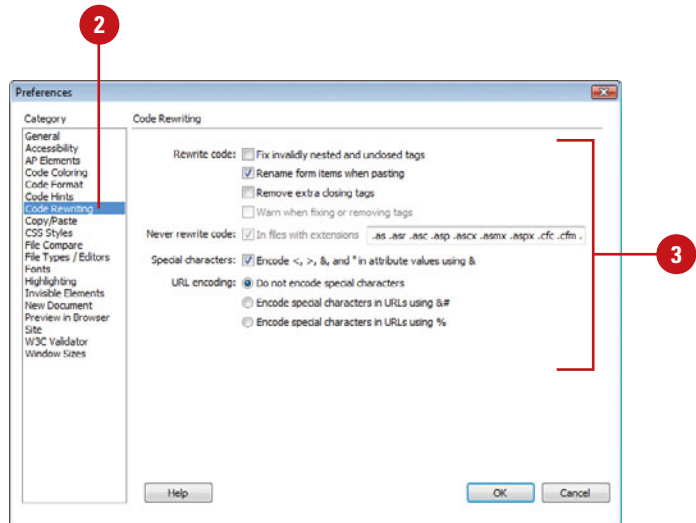 2
Preferences
Category
General
Accessibility
AP Elements
Code Coloring
Code Format
Code Hints
Code Rewriting
Copy/Paste
CSS Styles
File Compare
File Types / Editors
Fonts
Highlighting
Invisible Elements
New Document
Preview in Browser
Site
W3C Validator
Window Sizes
Code Rewriting
Rewrite code: Fix invalidly nested and unclosed tags
Rename form items when pasting
Remove extra closing tags
Warn when fixing or removing tags
Never rewrite code: In files with extensions .as .asr .asc .asp .ascx .asmx .aspx .cfc .cfm .
Special characters: Encode <, >, &, and " in attribute values using &
URL encoding: Do not encode special characters
Encode special characters in URLs using &#
Encode special characters in URLs using %
3
Help
OK
Cancel